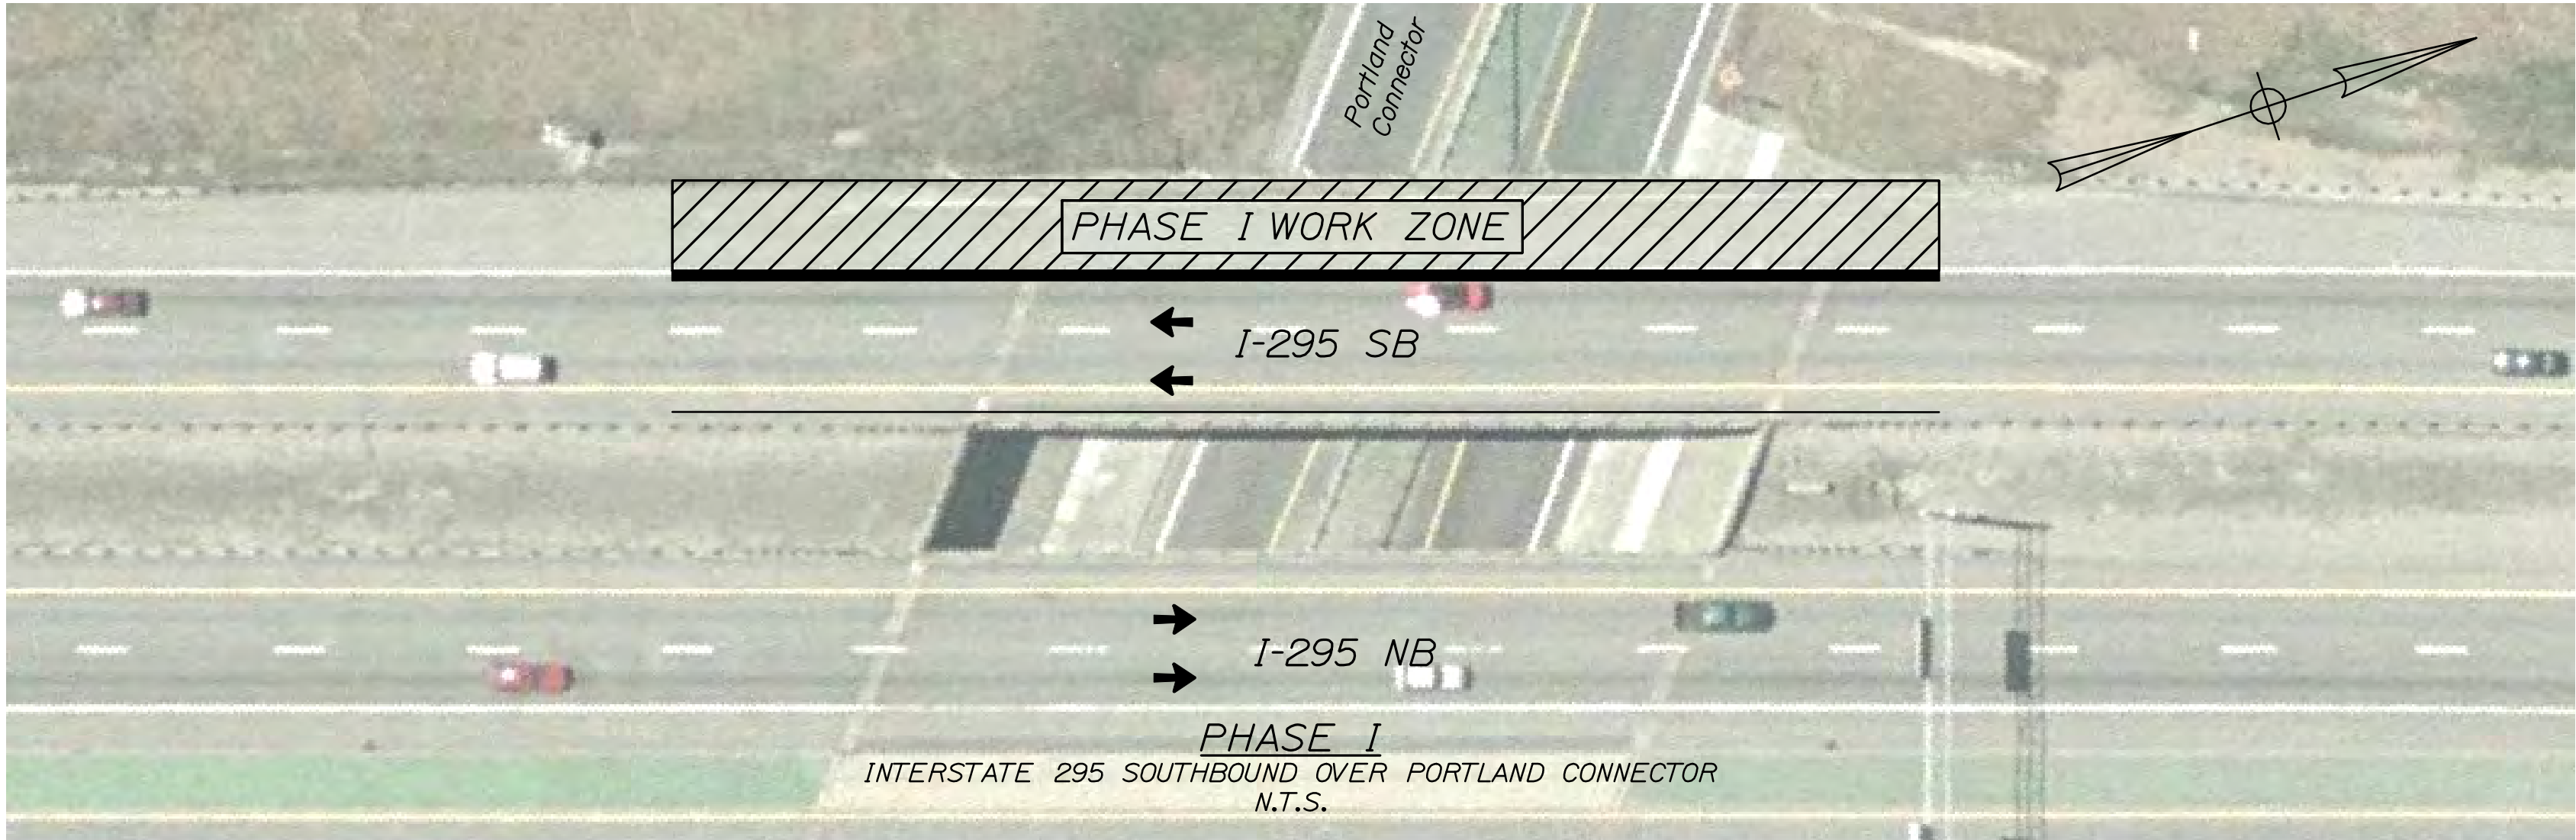 Portland
Connector
PHASE I WORK ZONE
I-295 SB
I-295 NB
PHASE I
INTERSTATE 295 SOUTHBOUND OVER PORTLAND CONNECTOR
N.T.S.